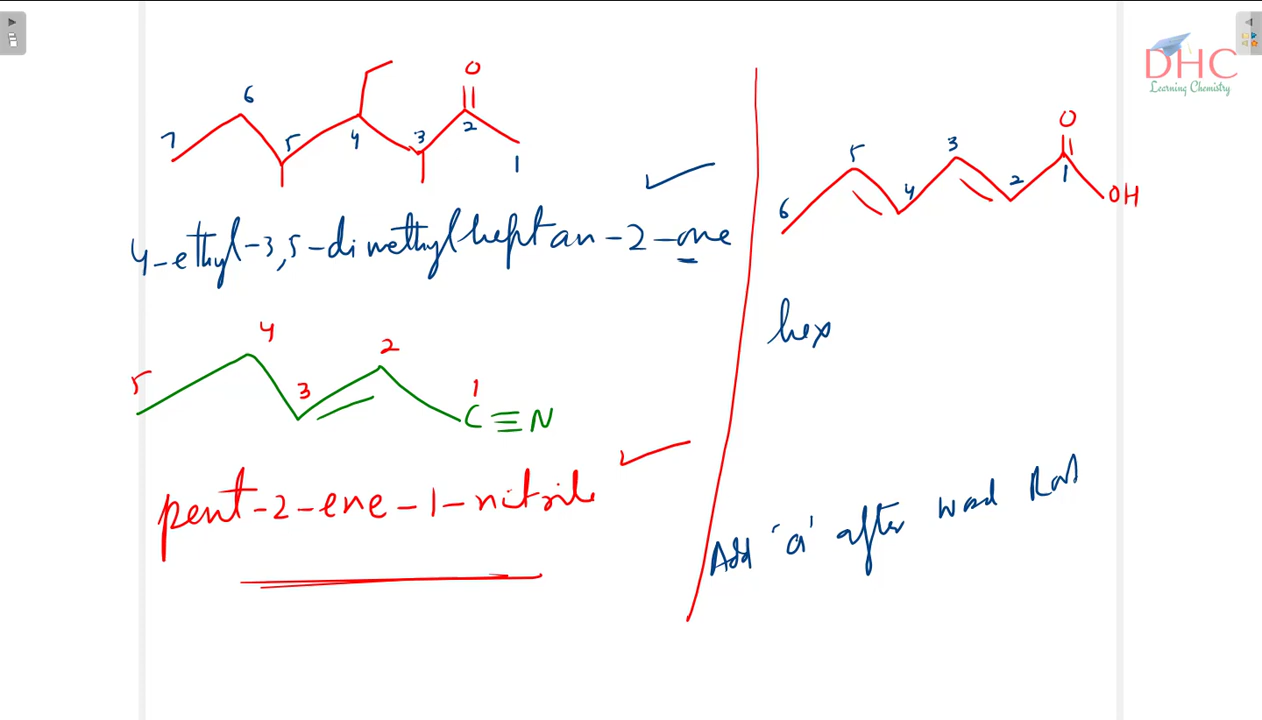 O
7 6 5 4 3 2 1
4-ethyl-3,5-dimethylheptan-2-one
5 4 3 2 1
C≡N
pent-2-ene-1-nitrile
DHC
Learning Chemistry
O
6 5 4 3 2 1
OH
hex
Add 'a' after word Root